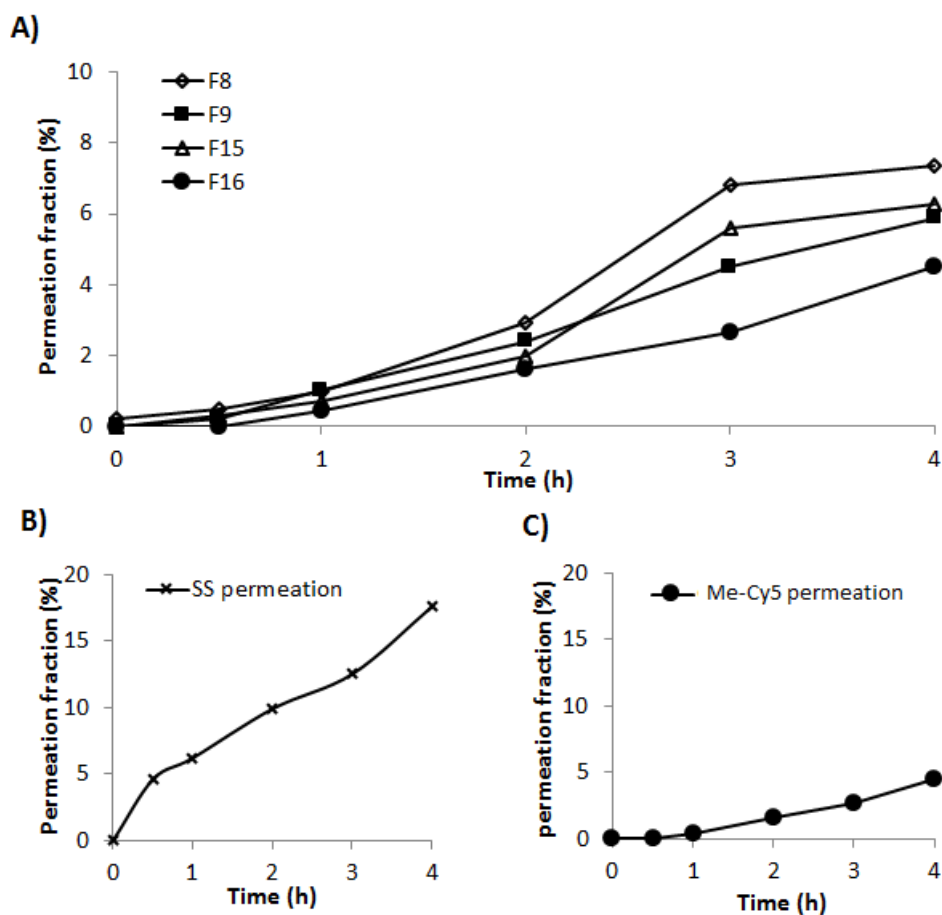 A)
Permeation fraction (%)
10
8
6
4
2
0
F8
F9
F15
F16
0 1 2 3 4
Time (h)
B)
Permeation fraction (%)
20
15
10
5
0
SS permeation
0 1 2 3 4
Time (h)
C)
permeation fraction (%)
20
15
10
5
0
Me-Cy5 permeation
0 1 2 3 4
Time (h)